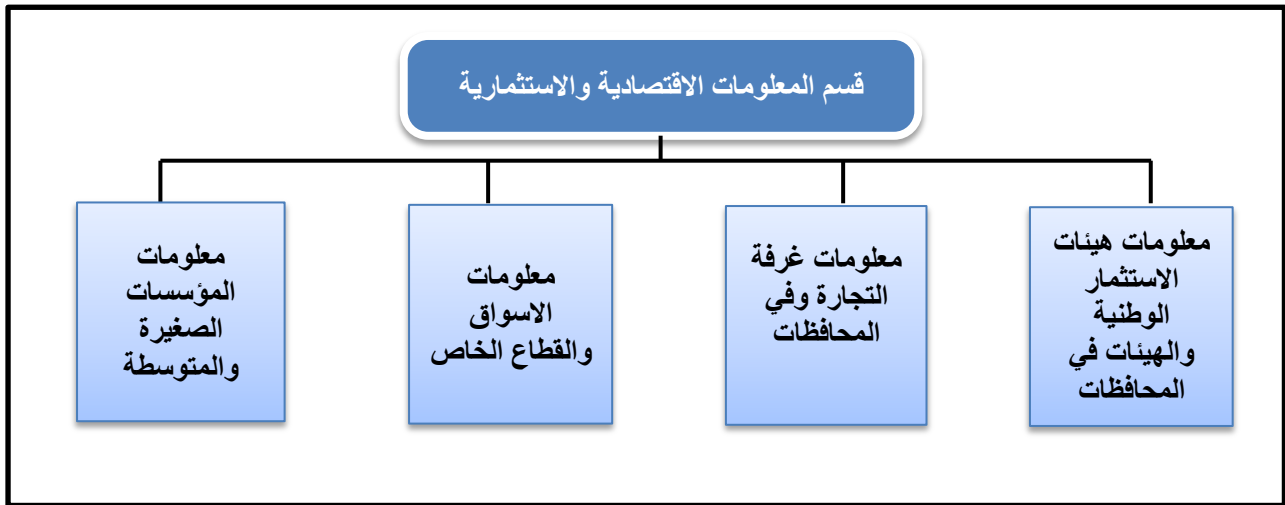 قسم المعلومات الاقتصادية والاستثمارية
معلومات هيئات
الاستثمار
الوطنية
والهيئات في
المحافظات
معلومات غرفة
التجارة وفي
المحافظات
معلومات
الاسواق
والقطاع الخاص
معلومات
المؤسسات
الصغيرة
والمتوسطة